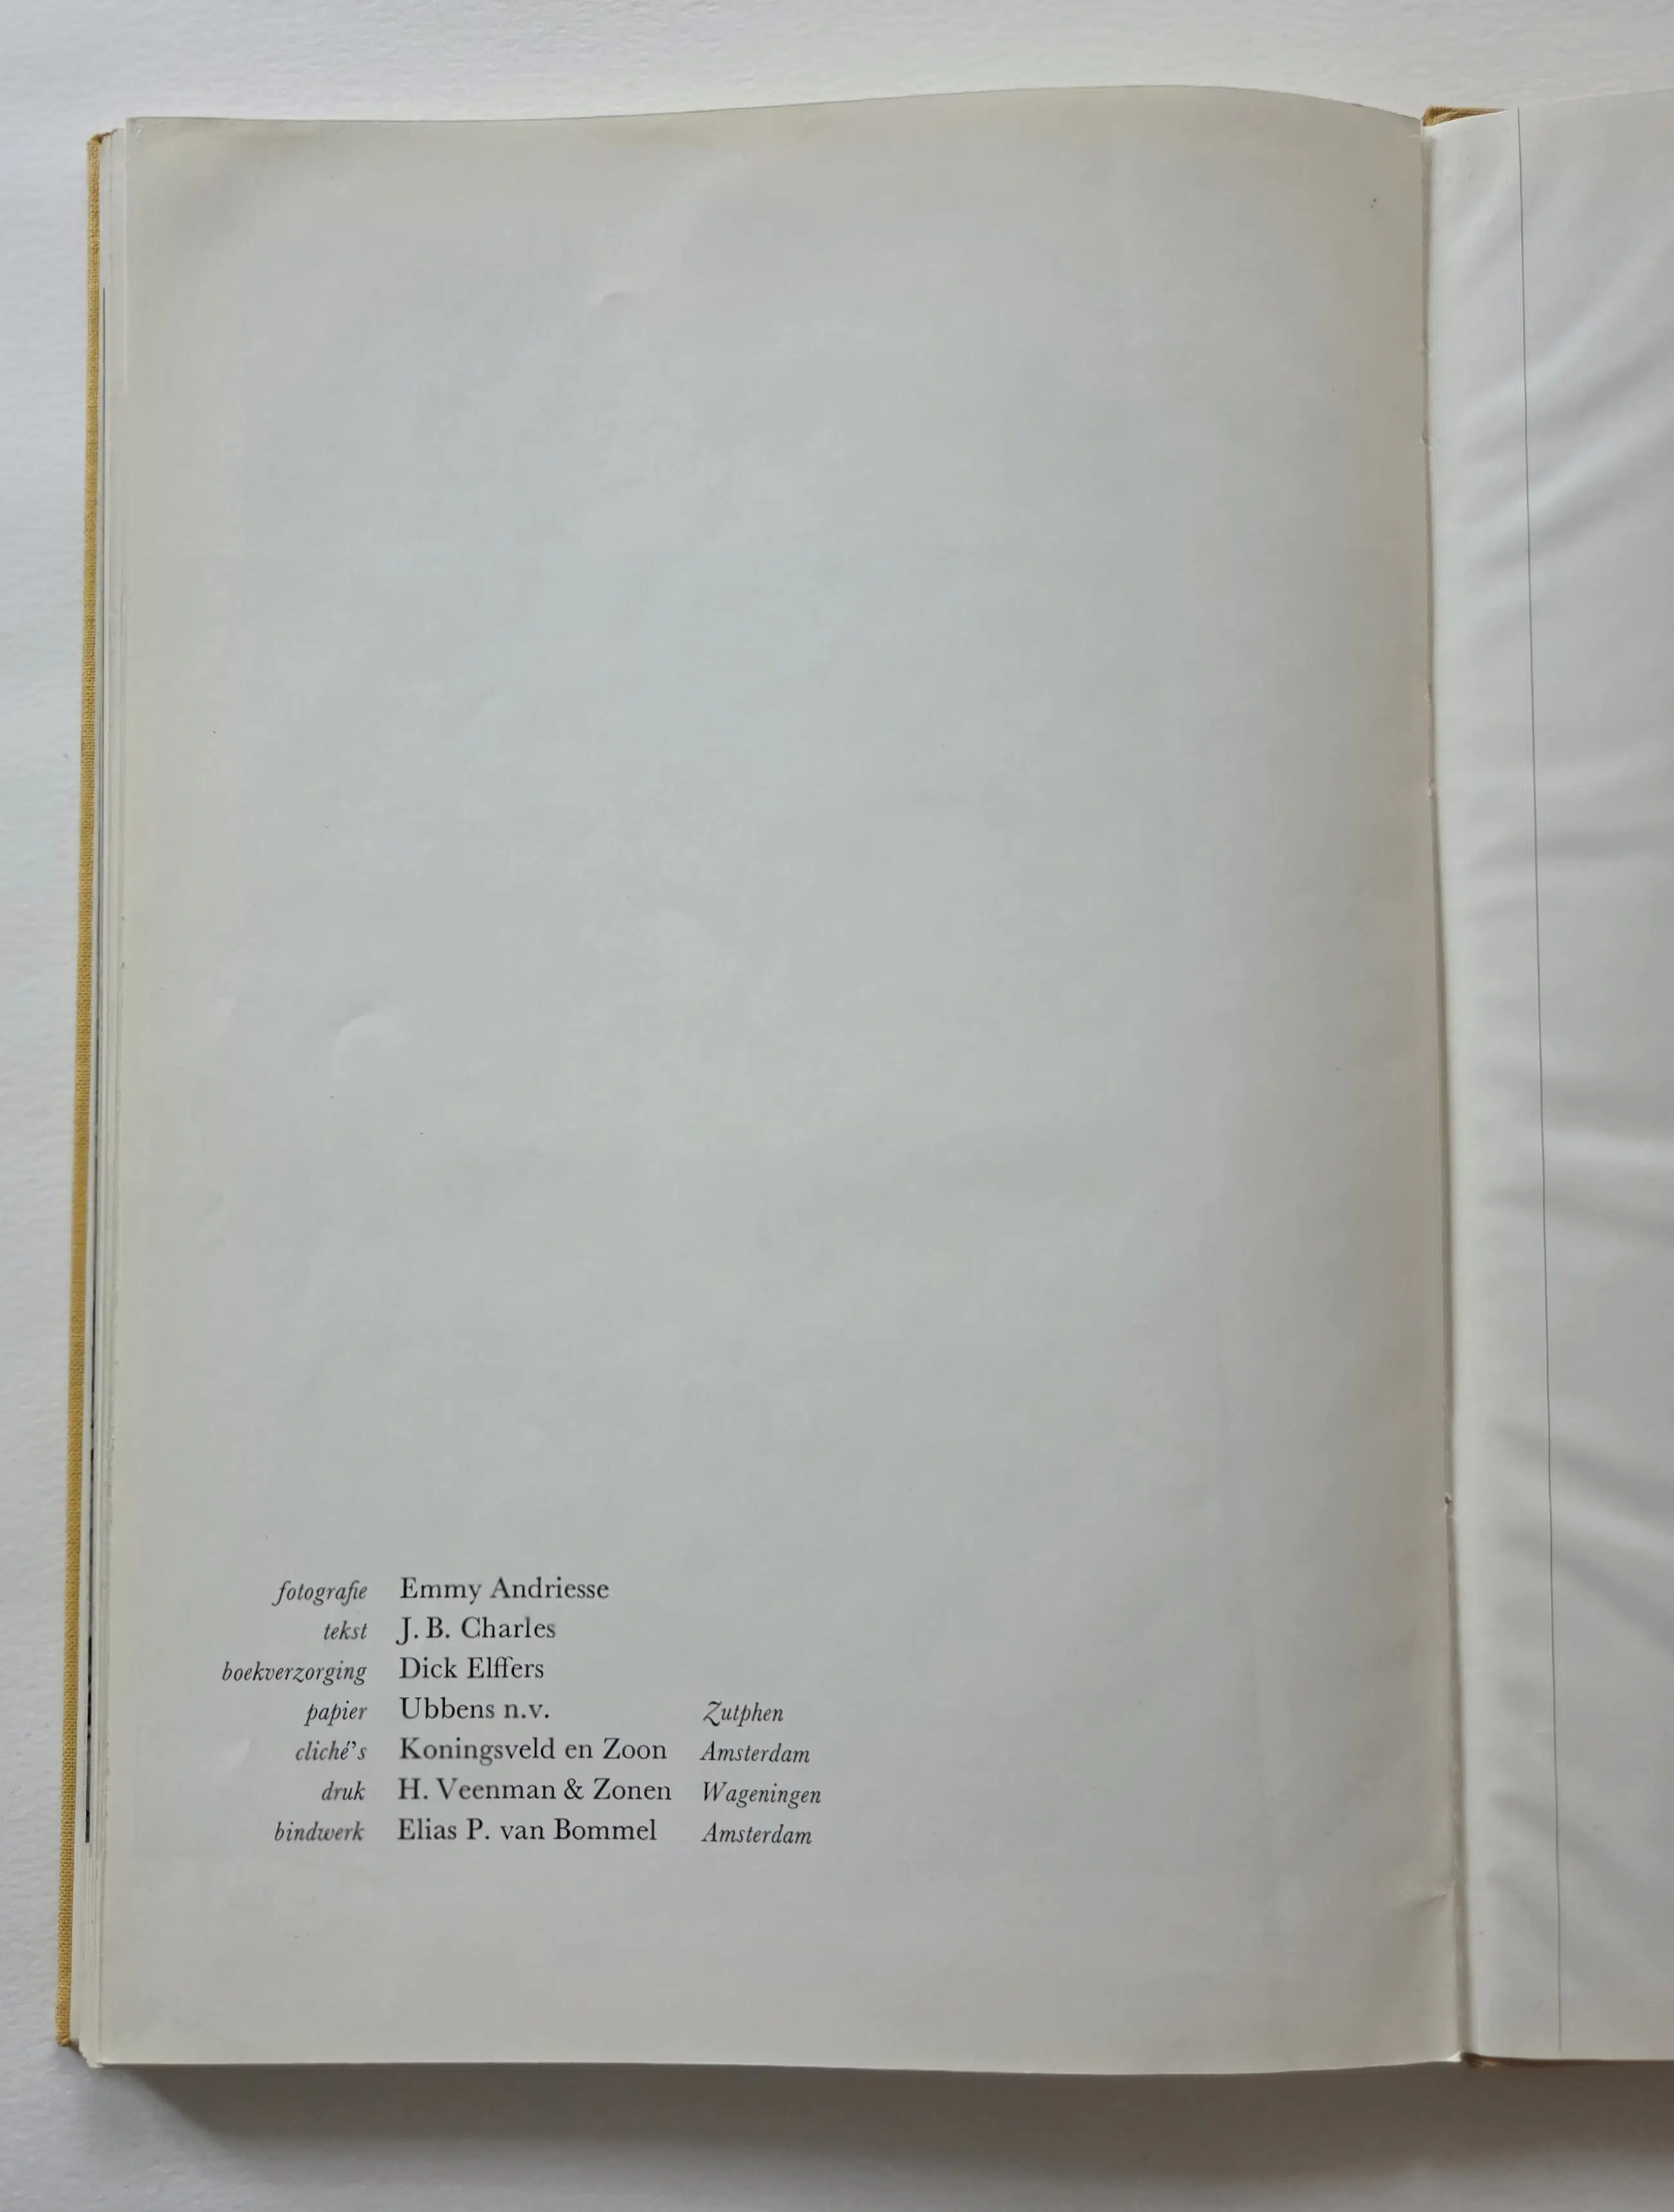 fotografie Emmy Andriesse
tekst J. B. Charles
boekverzorging Dick Elffers
papier Ubbens n.v. Zutphen
cliché's Koningsveld en Zoon Amsterdam
druk H. Veenman & Zonen Wageningen
bindwerk Elias P. van Bommel Amsterdam